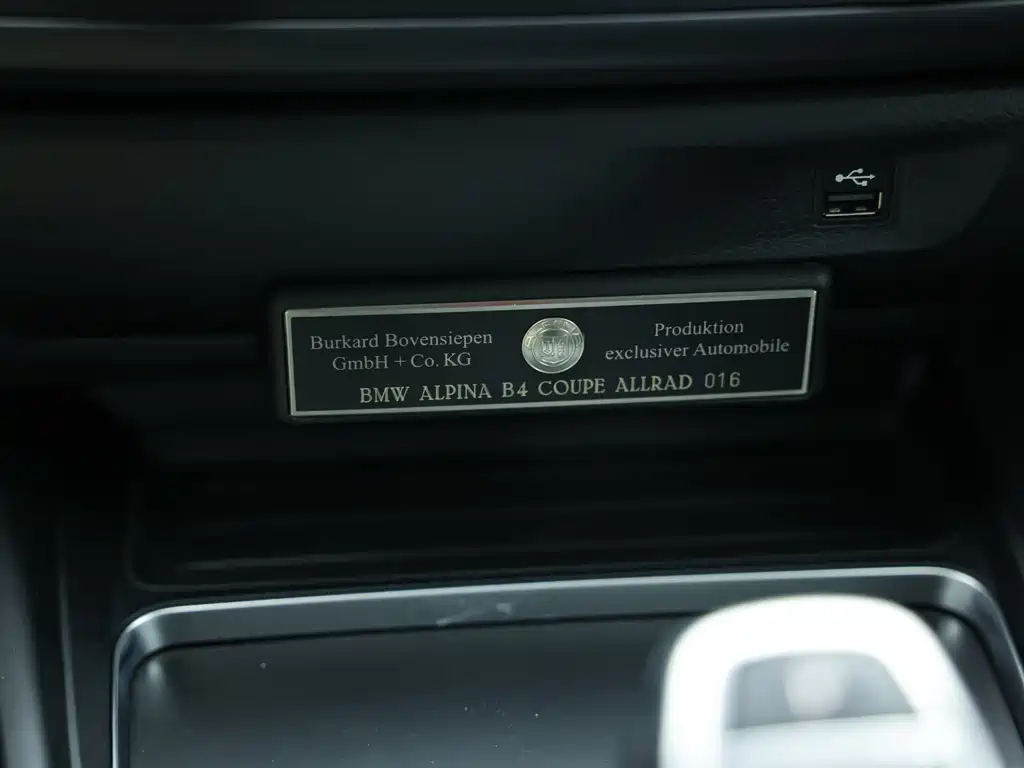 Burkard Bovensiepen
GmbH + Co. KG
Produktion
exclusiver Automobile
BMW ALPINA B4 COUPE ALLRAD 016